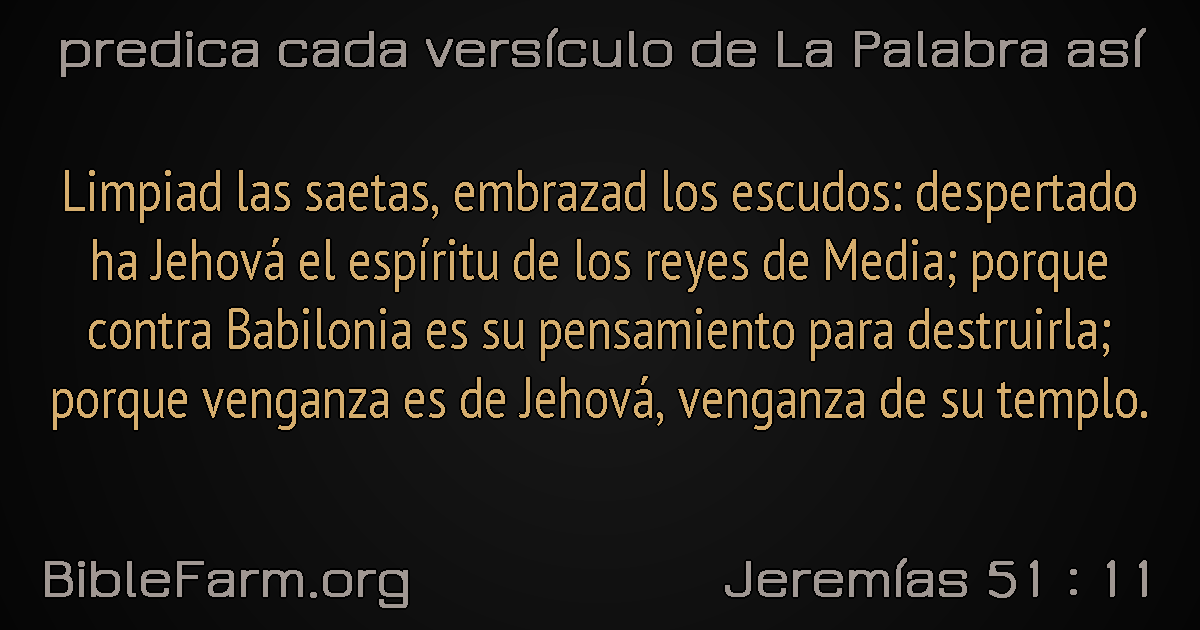 predica cada versículo de La Palabra así
Limpiad las saetas, embrazad los escudos: despertado
ha Jehová el espíritu de los reyes de Media; porque
contra Babilonia es su pensamiento para destruirla;
porque venganza es de Jehová, venganza de su templo.
BibleFarm.org
Jeremías 51 : 11